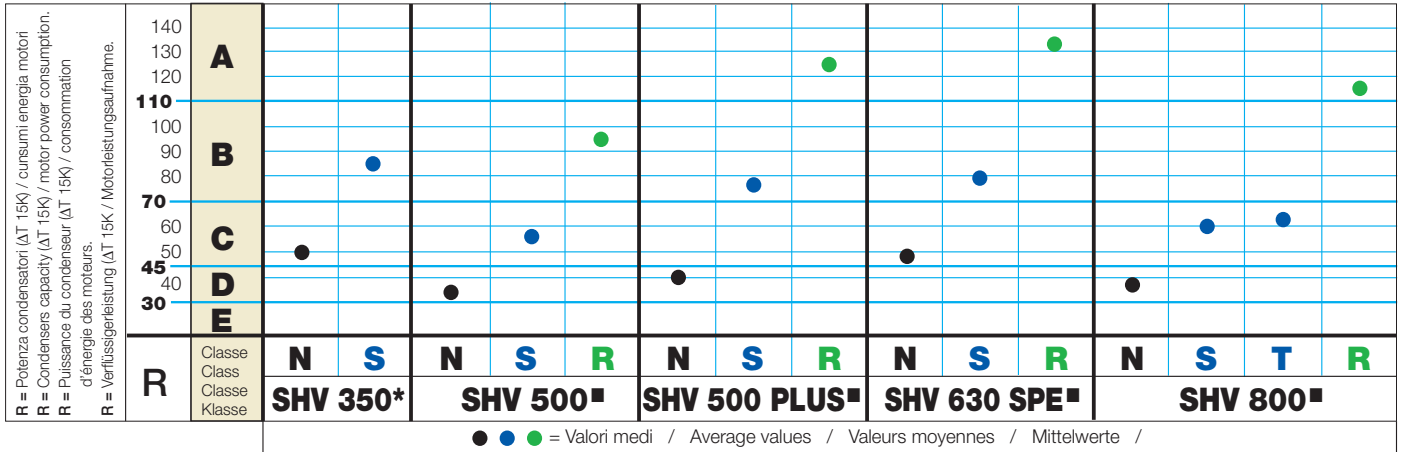 R = Potenza condensatori (ΔT 15K) / cunsumi energia motori
R = Condensers capacity (ΔT 15K) / motor power consumption.
R = Puissance du condenseur (ΔT 15K) / consommation
d'énergie des moteurs.
R = Verflüssigerleistung (ΔT 15K / Motorleistungsaufnahme.
140
130
120
110
100
90
80
70
60
50
45
40
30
A
B
C
D
E
R
Classe
Class
Classe
Klasse
N S N S R N S R N S R N S T R
SHV 350* SHV 500■ SHV 500 PLUS■ SHV 630 SPE■ SHV 800■
= Valori medi / Average values / Valeurs moyennes / Mittelwerte /